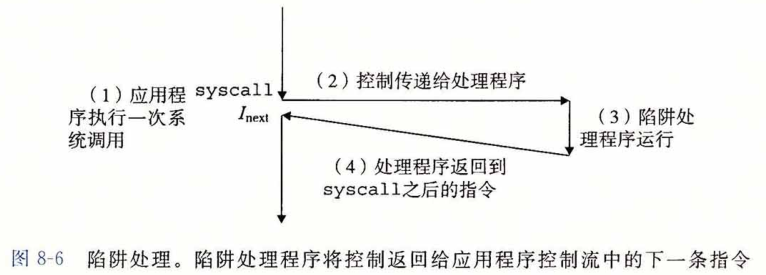 (1)应用程
序执行一次系
统调用
syscall
Inext
(2)控制传递给处理程序
(3)陷阱处
理程序运行
(4)处理程序返回到
syscall之后的指令
图 8-6 陷阱处理。陷阱处理程序将控制返回给应用程序控制流中的下一条指令